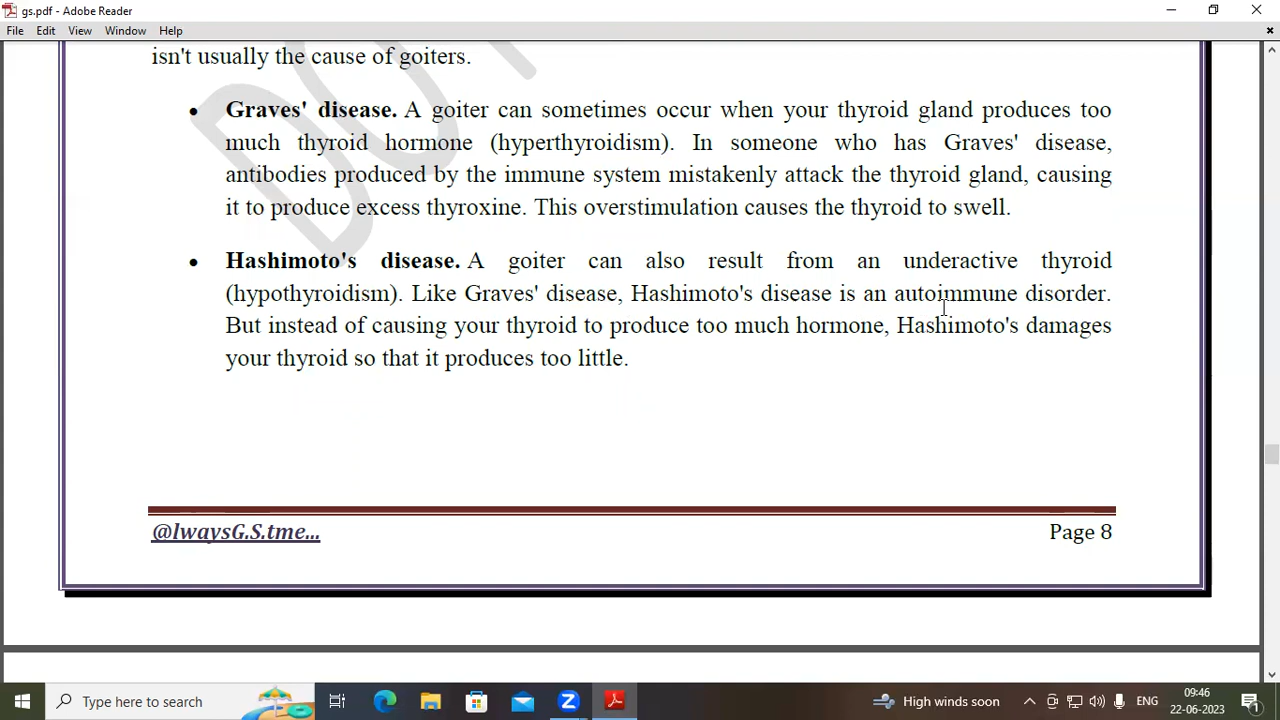 gs.pdf - Adobe Reader
File Edit View Window Help
isn't usually the cause of goiters.
• Graves' disease. A goiter can sometimes occur when your thyroid gland produces too
much thyroid hormone (hyperthyroidism). In someone who has Graves' disease,
antibodies produced by the immune system mistakenly attack the thyroid gland, causing
it to produce excess thyroxine. This overstimulation causes the thyroid to swell.
• Hashimoto's disease. A goiter can also result from an underactive thyroid
(hypothyroidism). Like Graves' disease, Hashimoto's disease is an autoimmune disorder.
But instead of causing your thyroid to produce too much hormone, Hashimoto's damages
your thyroid so that it produces too little.
@lwaysG.S.tme... Page 8
Type here to search
High winds soon
ENG
09:46
22-06-2023
1